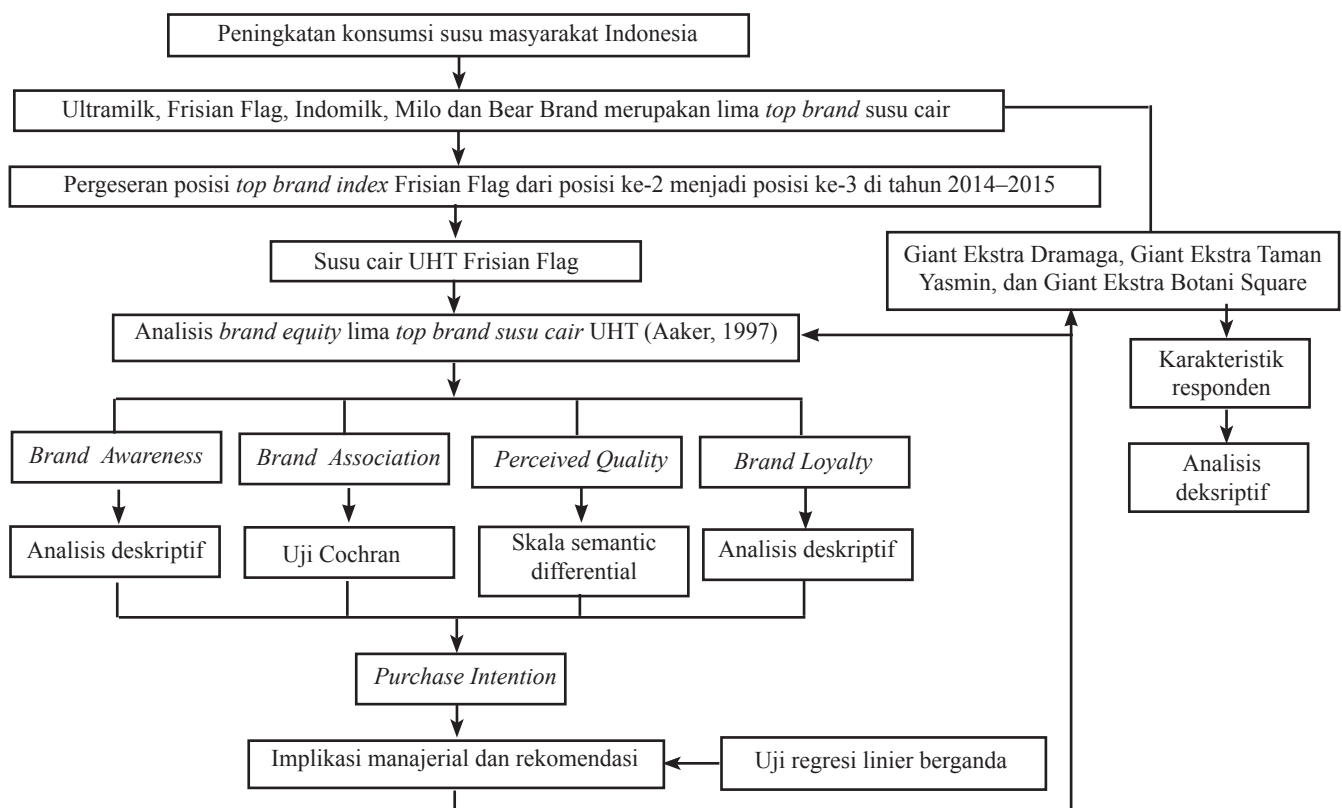 Peningkatan konsumsi susu masyarakat Indonesia
Ultramilk, Frisian Flag, Indomilk, Milo dan Bear Brand merupakan lima top brand susu cair
Pergeseran posisi top brand index Frisian Flag dari posisi ke-2 menjadi posisi ke-3 di tahun 2014–2015
Susu cair UHT Frisian Flag
Giant Ekstra Dramaga, Giant Ekstra Taman
Yasmin, dan Giant Ekstra Botani Square
Analisis brand equity lima top brand susu cair UHT (Aaker, 1997)
Karakteristik
responden
Analisis
deksriptif
Brand Awareness
Brand Association
Perceived Quality
Brand Loyalty
Analisis deskriptif
Uji Cochran
Skala semantic
differential
Analisis deskriptif
Purchase Intention
Implikasi manajerial dan rekomendasi
Uji regresi linier berganda